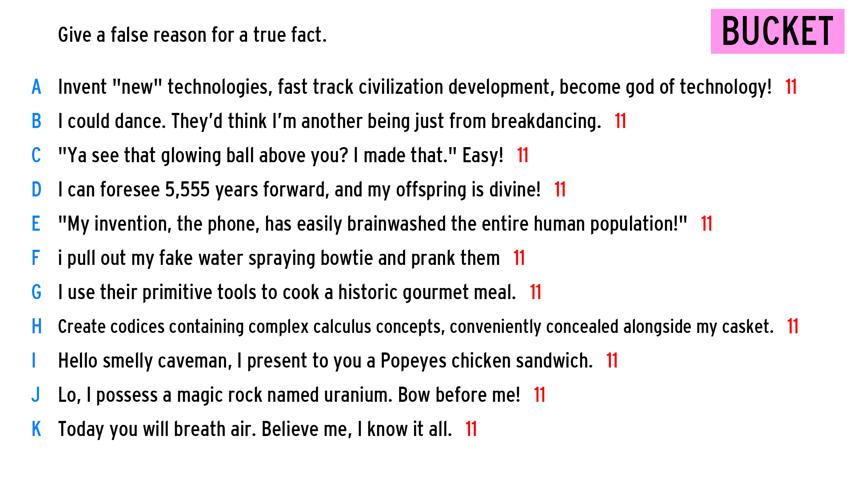 Give a false reason for a true fact.
BUCKET
A Invent "new" technologies, fast track civilization development, become god of technology! 11
B I could dance. They'd think I'm another being just from breakdancing. 11
C "Ya see that glowing ball above you? I made that." Easy! 11
D I can foresee 5,555 years forward, and my offspring is divine! 11
E "My invention, the phone, has easily brainwashed the entire human population!" 11
F i pull out my fake water spraying bowtie and prank them 11
G I use their primitive tools to cook a historic gourmet meal. 11
H Create codices containing complex calculus concepts, conveniently concealed alongside my casket. 11
I Hello smelly caveman, I present to you a Popeyes chicken sandwich. 11
J Lo, I possess a magic rock named uranium. Bow before me! 11
K Today you will breath air. Believe me, I know it all. 11